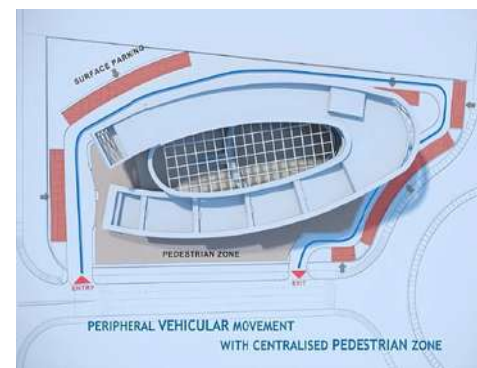 SURFACE PARKING
PEDESTRIAN ZONE
ENTRY
EXIT
PERIPHERAL VEHICULAR MOVEMENT
WITH CENTRALISED PEDESTRIAN ZONE